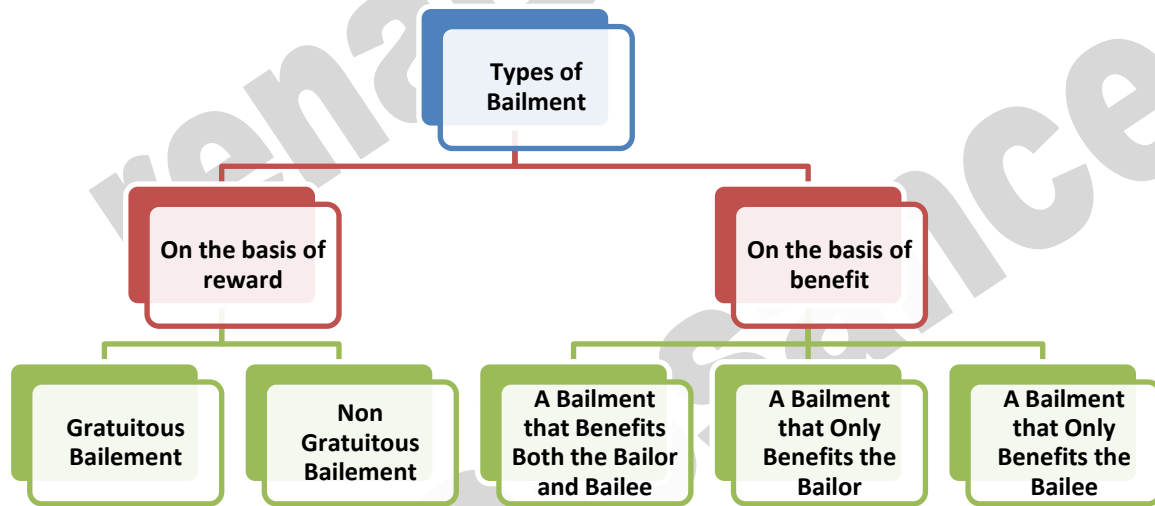 Types of
Bailment
On the basis of
reward
On the basis of
benefit
Gratuitous
Bailement
Non
Gratuitous
Bailement
A Bailment
that Benefits
Both the Bailor
and Bailee
A Bailment
that Only
Benefits the
Bailor
A Bailment
that Only
Benefits the
Bailee